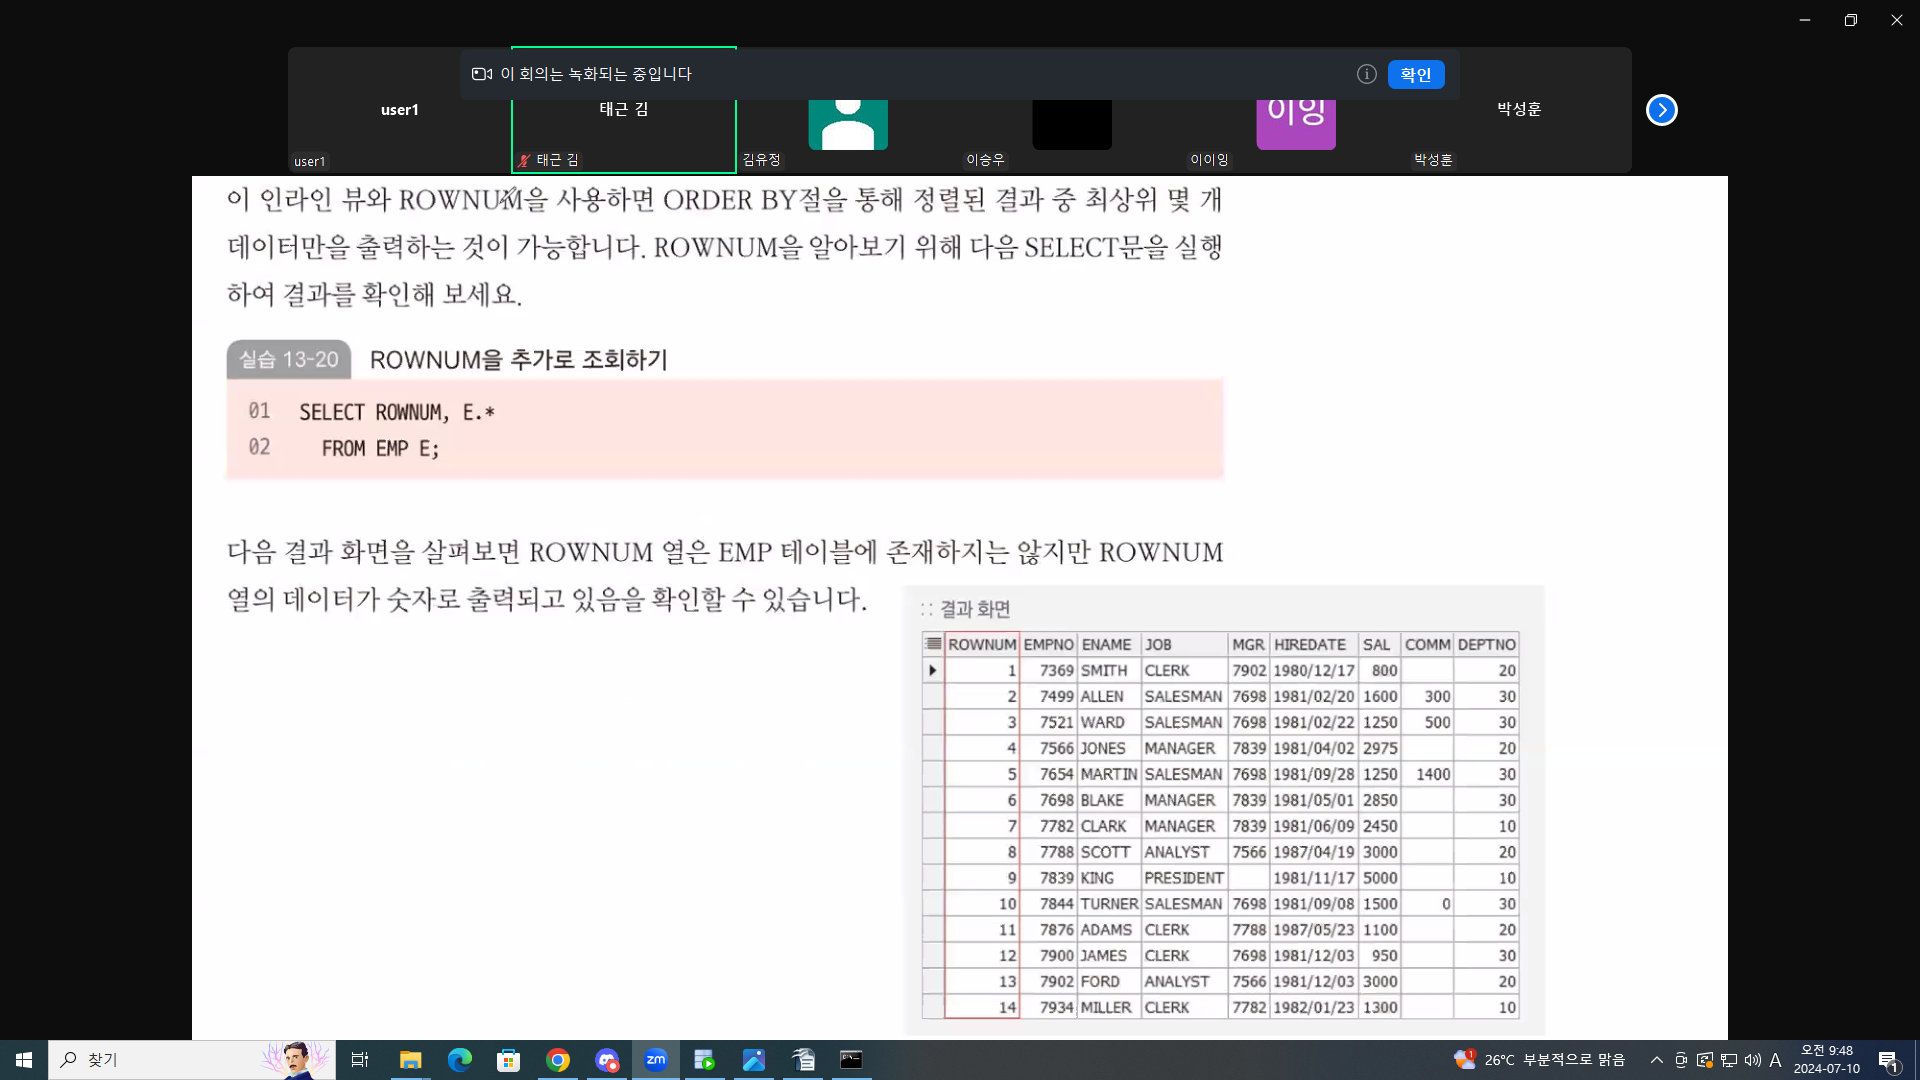 이 회의는 녹화되는 중입니다
확인
user1
태근 김
이잉
박성훈
user1
태근 김
김유정
이승우
이이잉
박성훈
이 인라인 뷰와 ROWNUM을 사용하면 ORDER BY절을 통해 정렬된 결과 중 최상위 몇 개
데이터만을 출력하는 것이 가능합니다. ROWNUM을 알아보기 위해 다음 SELECT문을 실행
하여 결과를 확인해 보세요.
실습 13-20 ROWNUM을 추가로 조회하기
01 SELECT ROWNUM, E.*
02 FROM EMP E;
다음 결과 화면을 살펴보면 ROWNUM 열은 EMP 테이블에 존재하지는 않지만 ROWNUM
열의 데이터가 숫자로 출력되고 있음을 확인할 수 있습니다.
:: 결과 화면
ROWNUM EMPNO ENAME JOB MGR HIREDATE SAL COMM DEPTNO
1 7369 SMITH CLERK 7902 1980/12/17 800 20
2 7499 ALLEN SALESMAN 7698 1981/02/20 1600 300 30
3 7521 WARD SALESMAN 7698 1981/02/22 1250 500 30
4 7566 JONES MANAGER 7839 1981/04/02 2975 20
5 7654 MARTIN SALESMAN 7698 1981/09/28 1250 1400 30
6 7698 BLAKE MANAGER 7839 1981/05/01 2850 30
7 7782 CLARK MANAGER 7839 1981/06/09 2450 10
8 7788 SCOTT ANALYST 7566 1987/04/19 3000 20
9 7839 KING PRESIDENT 1981/11/17 5000 10
10 7844 TURNER SALESMAN 7698 1981/09/08 1500 0 30
11 7876 ADAMS CLERK 7788 1987/05/23 1100 20
12 7900 JAMES CLERK 7698 1981/12/03 950 30
13 7902 FORD ANALYST 7566 1981/12/03 3000 20
14 7934 MILLER CLERK 7782 1982/01/23 1300 10
찾기
zm
1
26°C 부분적으로 맑음
A
오전 9:48
2024-07-10
1